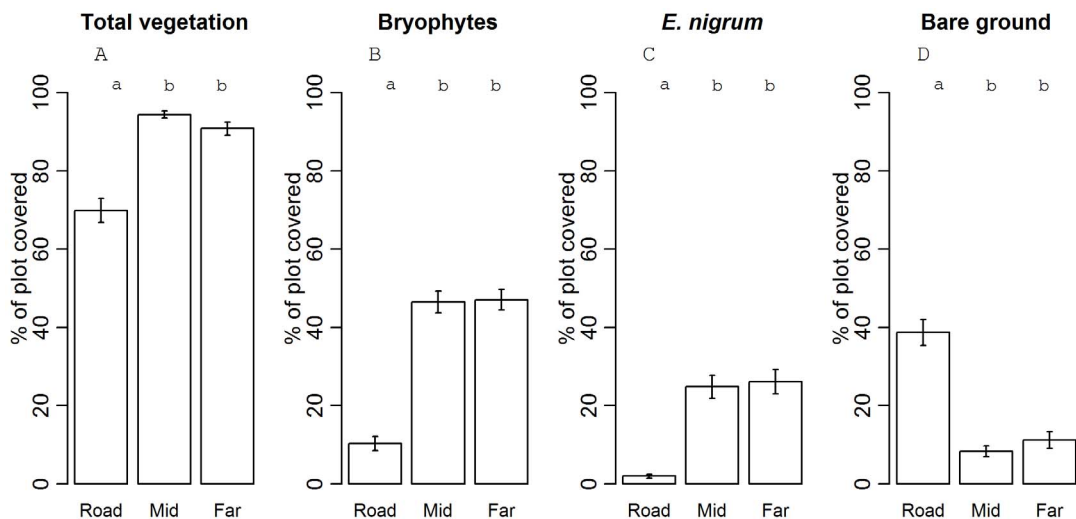 Total vegetation
A
a b b
% of plot covered
100
80
60
40
20
0
Road Mid Far
Bryophytes
B
a b b
% of plot covered
100
80
60
40
20
0
Road Mid Far
E. nigrum
C
a b b
% of plot covered
100
80
60
40
20
0
Road Mid Far
Bare ground
D
a b b
% of plot covered
100
80
60
40
20
0
Road Mid Far